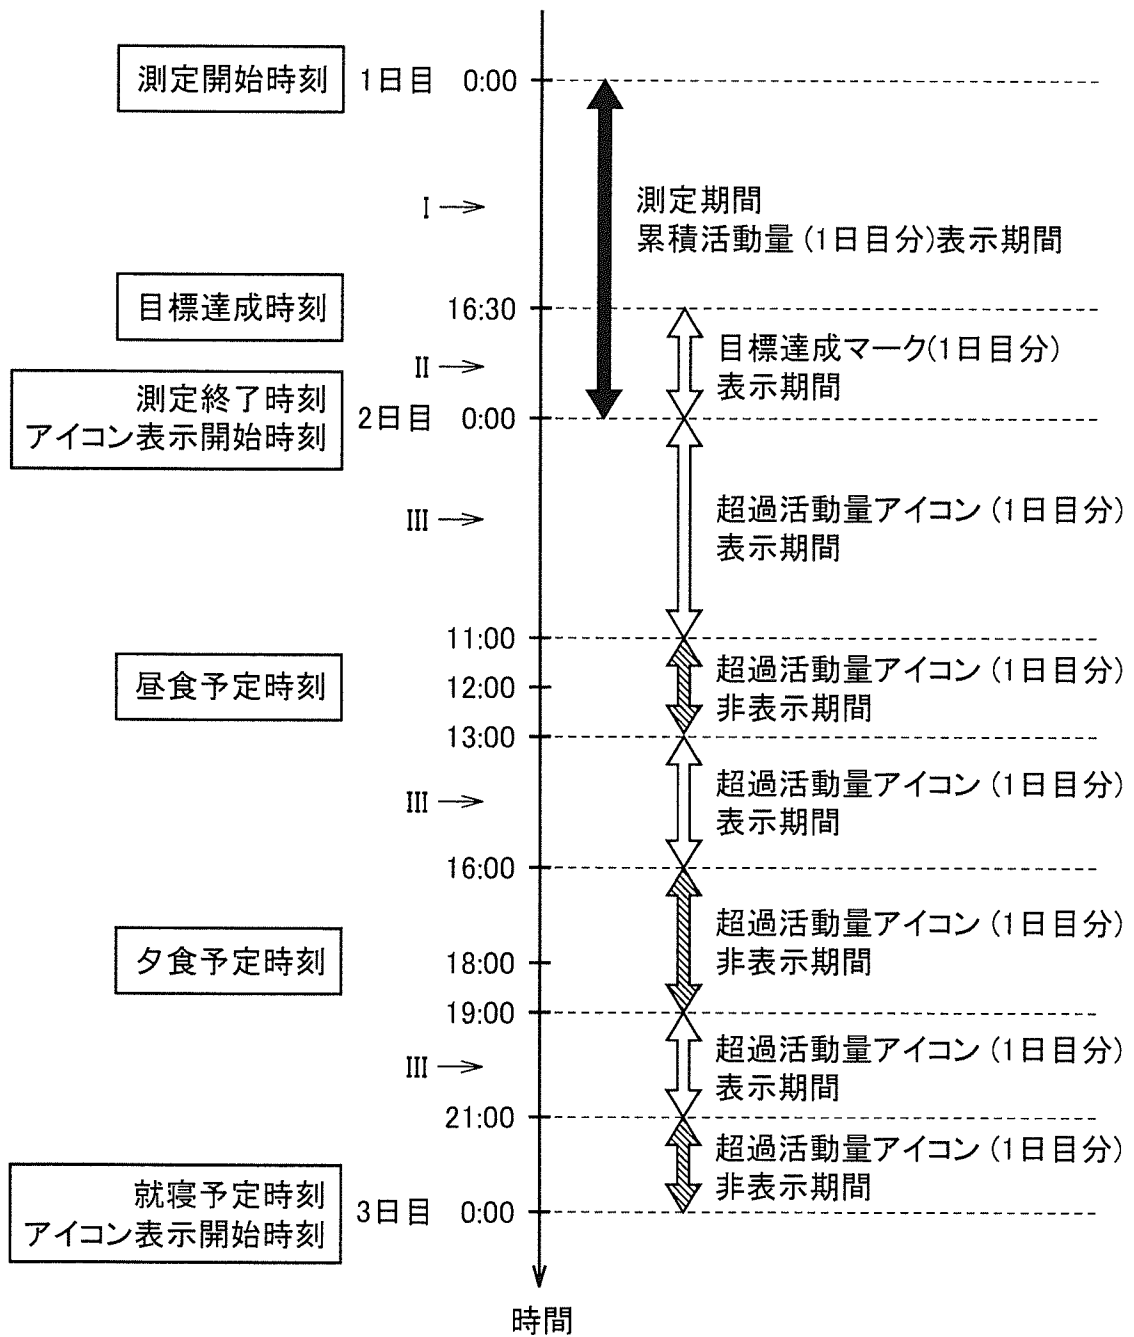 測定開始時刻 1日目 0:00
I
測定期間
累積活動量(1日目分)表示期間
目標達成時刻 16:30
II
目標達成マーク(1日目分)
表示期間
測定終了時刻
アイコン表示開始時刻
2日目 0:00
III
超過活動量アイコン(1日目分)
表示期間
11:00
昼食予定時刻 12:00
超過活動量アイコン(1日目分)
非表示期間
13:00
III
超過活動量アイコン(1日目分)
表示期間
16:00
超過活動量アイコン(1日目分)
非表示期間
夕食予定時刻 18:00
19:00
III
超過活動量アイコン(1日目分)
表示期間
21:00
超過活動量アイコン(1日目分)
非表示期間
就寝予定時刻
アイコン表示開始時刻
3日目 0:00
時間